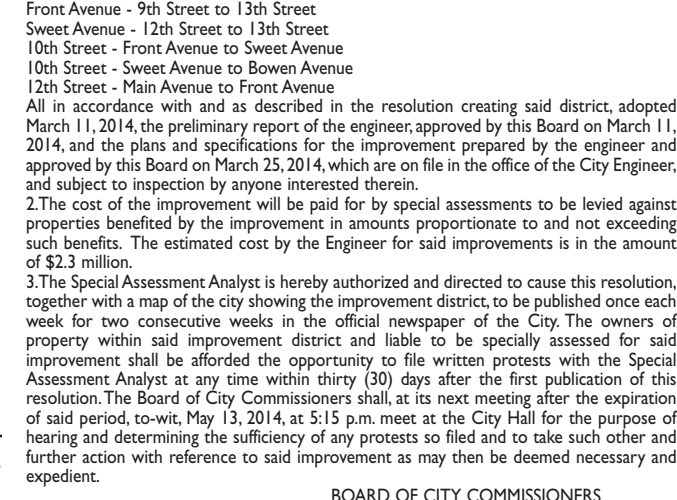 Front Avenue - 9th Street to 13th Street
Sweet Avenue - 12th Street to 13th Street
10th Street - Front Avenue to Sweet Avenue
10th Street - Sweet Avenue to Bowen Avenue
12th Street - Main Avenue to Front Avenue
All in accordance with and as described in the resolution creating said district, adopted
March 11, 2014, the preliminary report of the engineer, approved by this Board on March 11,
2014, and the plans and specifications for the improvement prepared by the engineer and
approved by this Board on March 25, 2014, which are on file in the office of the City Engineer,
and subject to inspection by anyone interested therein.
2.The cost of the improvement will be paid for by special assessments to be levied against
properties benefited by the improvement in amounts proportionate to and not exceeding
such benefits. The estimated cost by the Engineer for said improvements is in the amount
of $2.3 million.
3.The Special Assessment Analyst is hereby authorized and directed to cause this resolution,
together with a map of the city showing the improvement district, to be published once each
week for two consecutive weeks in the official newspaper of the City. The owners of
property within said improvement district and liable to be specially assessed for said
improvement shall be afforded the opportunity to file written protests with the Special
Assessment Analyst at any time within thirty (30) days after the first publication of this
resolution. The Board of City Commissioners shall, at its next meeting after the expiration
of said period, to-wit, May 13, 2014, at 5:15 p.m. meet at the City Hall for the purpose of
hearing and determining the sufficiency of any protests so filed and to take such other and
further action with reference to said improvement as may then be deemed necessary and
expedient.
BOARD OF CITY COMMISSIONERS